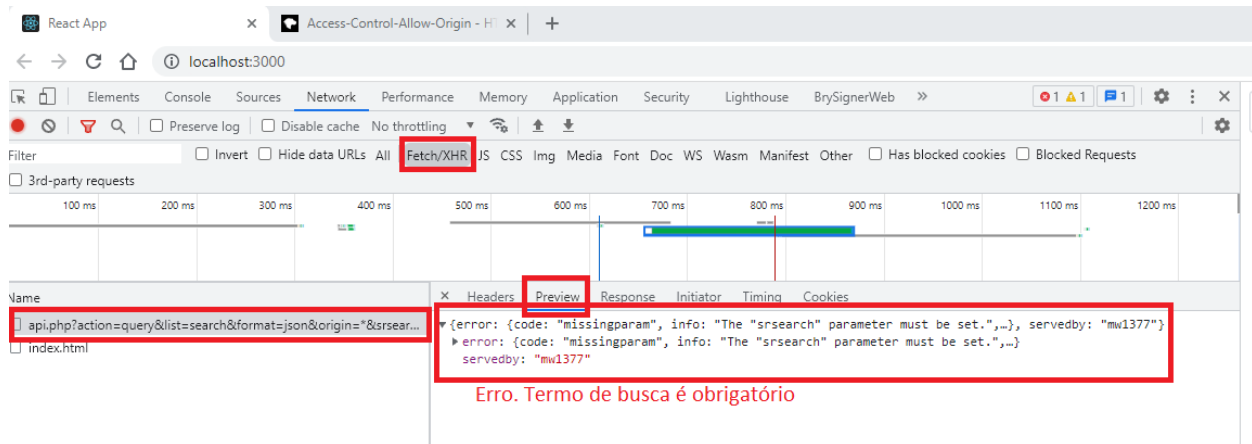 React App
Access-Control-Allow-Origin - HT
localhost:3000
Elements Console Sources Network Performance Memory Application Security Lighthouse BrySignerWeb » 1 1 1
Preserve log Disable cache No throttling
Filter Invert Hide data URLs All Fetch/XHR JS CSS Img Media Font Doc WS Wasm Manifest Other Has blocked cookies Blocked Requests
3rd-party requests
100 ms 200 ms 300 ms 400 ms 500 ms 600 ms 700 ms 800 ms 900 ms 1000 ms 1100 ms 1200 ms
Name
× Headers Preview Response Initiator Timing Cookies
api.php?action=query&list=search&format=json&origin=*&srsear...
index.html
▼{error: {code: "missingparam", info: "The "srsearch" parameter must be set.",…}, servedby: "mw1377"}
▶error: {code: "missingparam", info: "The "srsearch" parameter must be set.",…}
servedby: "mw1377"
Erro. Termo de busca é obrigatório